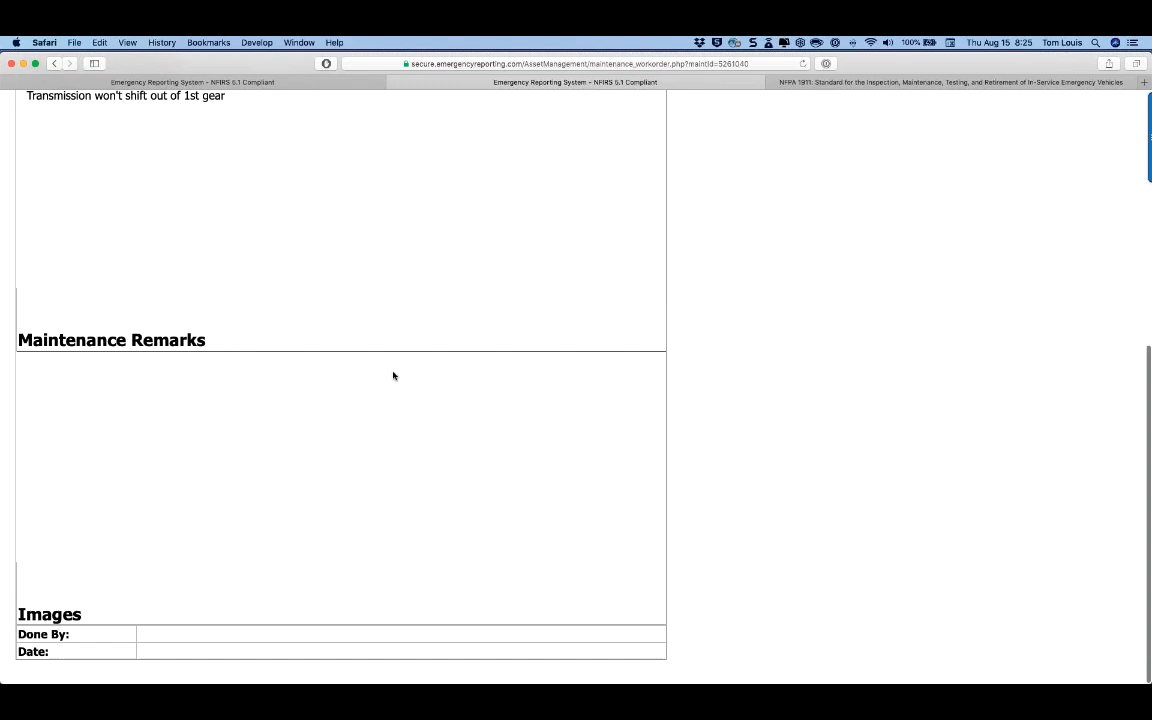 Safari File Edit View History Bookmarks Develop Window Help 100% Thu Aug 15 8:25 Tom Louis
secure.emergencyreporting.com/AssetManagement/maintenance_workorder.php?maintid=5261040
Emergency Reporting System - NFIRS 5.1 Compliant Emergency Reporting System - NFIRS 5.1 Compliant NFPA 1911: Standard for the Inspection, Maintenance, Testing, and Retirement of In-Service Emergency Vehicles
Transmission won't shift out of 1st gear
Maintenance Remarks
Images
Done By:
Date: